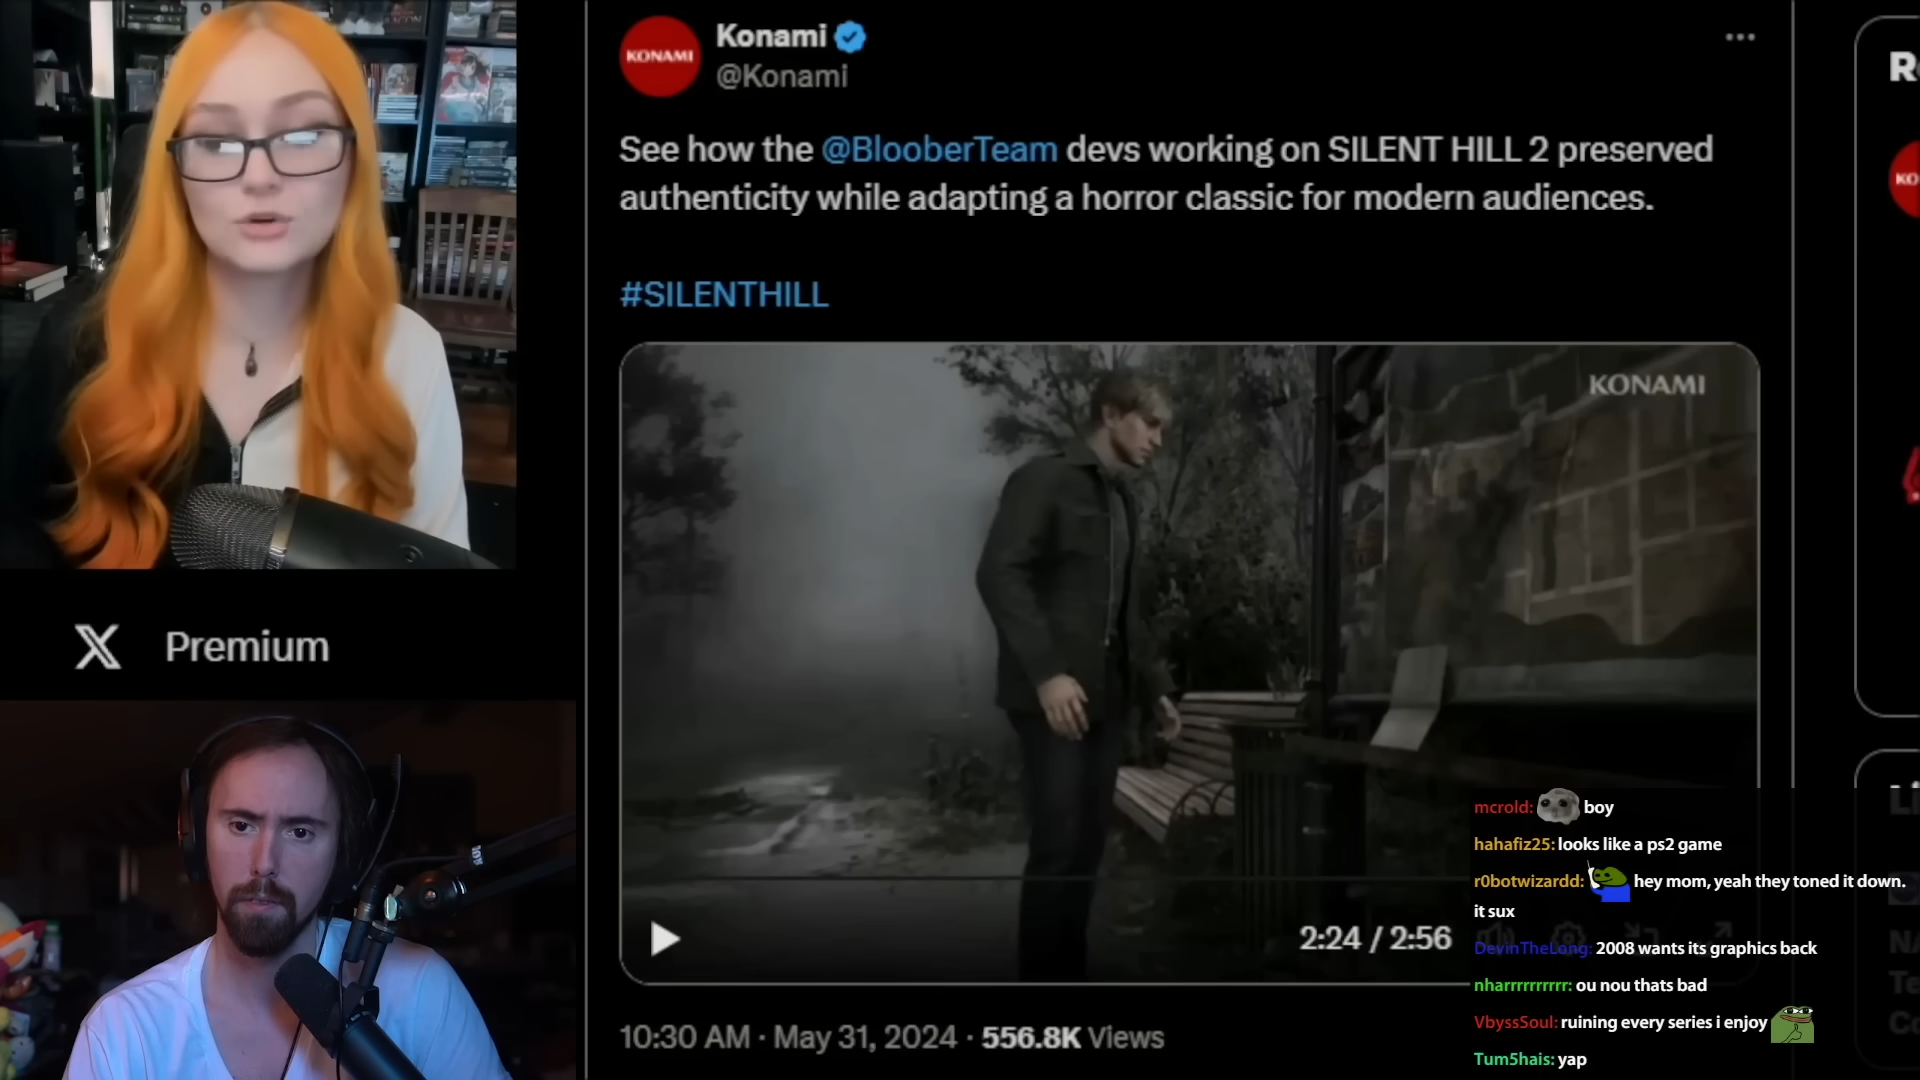 Konami
@Konami
KONAMI
See how the @BlooberTeam devs working on SILENT HILL 2 preserved
authenticity while adapting a horror classic for modern audiences.
#SILENTHILL
KONAMI
2:24 / 2:56
10:30 AM · May 31, 2024 · 556.8K Views
X Premium
mcrold: boy
hahafiz25: looks like a ps2 game
r0botwizardd: hey mom, yeah they toned it down.
it sux
DevinTheLong: 2008 wants its graphics back
nharrrrrrrrrr: ou nou thats bad
VbyssSoul: ruining every series i enjoy
Tum5hais: yap